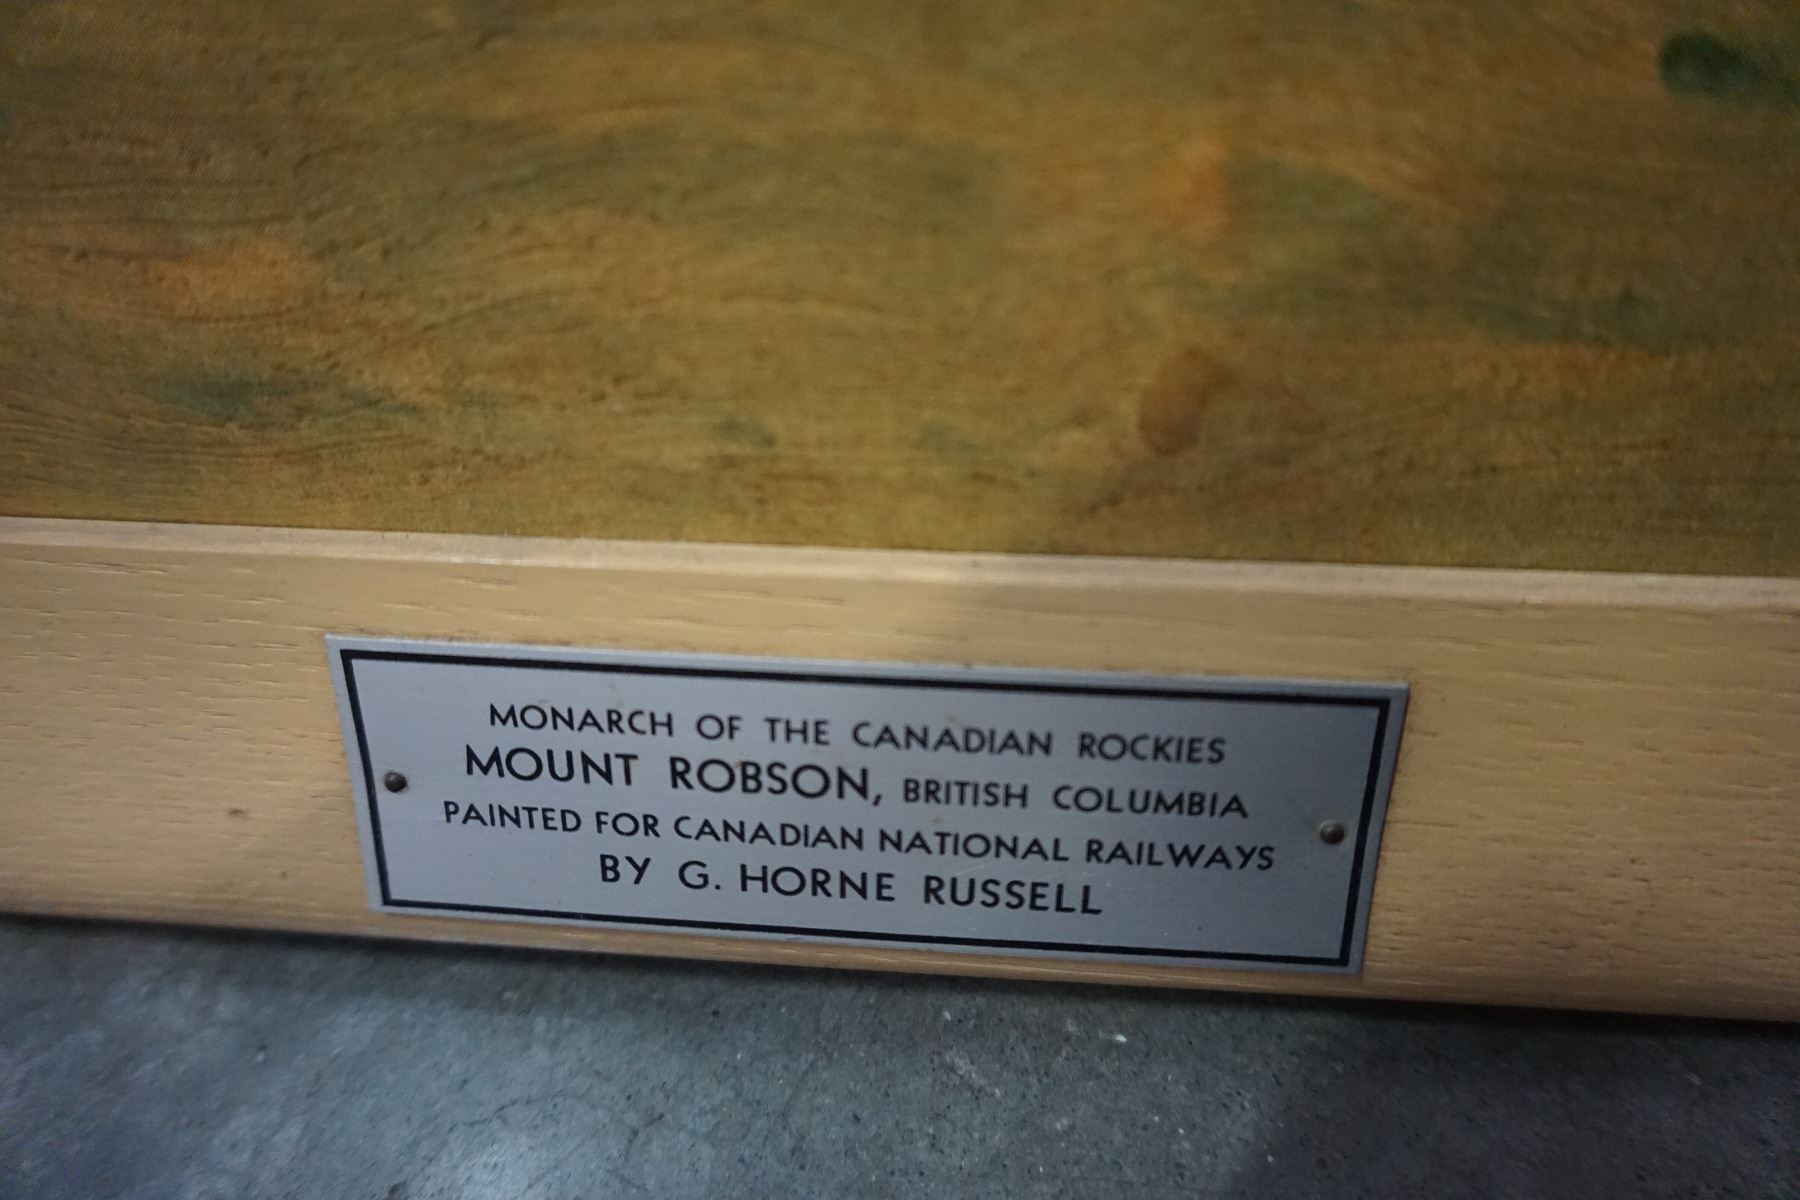 MONARCH OF THE CANADIAN ROCKIES
MOUNT ROBSON, BRITISH COLUMBIA
PAINTED FOR CANADIAN NATIONAL RAILWAYS
BY G. HORNE RUSSELL